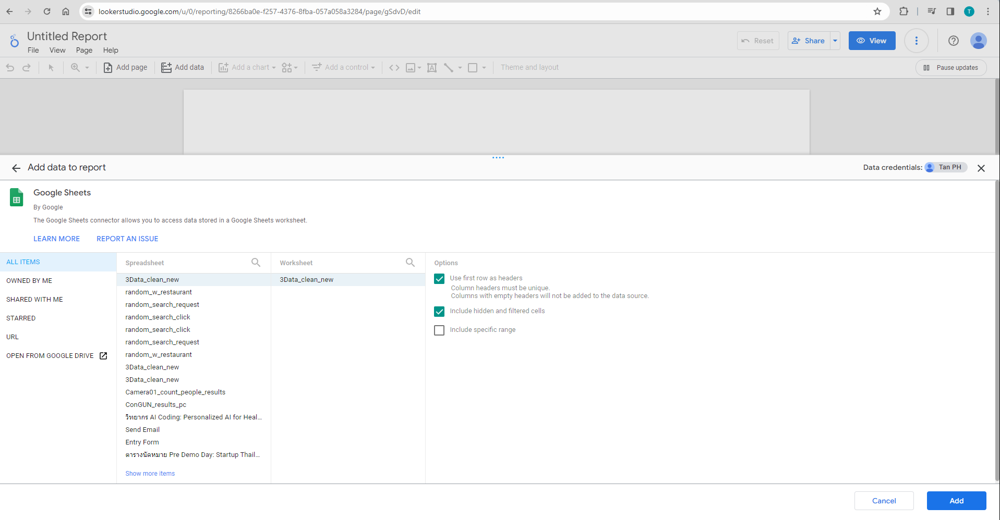 lookerstudio.google.com/u/0/reporting/8266ba0e-f257-4376-8fba-057a058a3284/page/gSdvD/edit
T
Untitled Report
File View Page Help
Reset
Share
View
Add page
Add data
Add a chart
Add a control
Theme and layout
Pause updates
Add data to report
Data credentials: Tan PH
Google Sheets
By Google
The Google Sheets connector allows you to access data stored in a Google Sheets worksheet.
LEARN MORE REPORT AN ISSUE
ALL ITEMS
OWNED BY ME
SHARED WITH ME
STARRED
URL
OPEN FROM GOOGLE DRIVE
Spreadsheet
3Data_clean_new
random_w_restaurant
random_search_request
random_search_click
random_search_click
random_search_request
random_w_restaurant
3Data_clean_new
3Data_clean_new
Camera01_count_people_results
ConGUN_results_pc
วิทยากร AI Coding: Personalized AI for Heal...
Send Email
Entry Form
ตารางนัดหมาย Pre Demo Day: Startup Thail...
Show more items
Worksheet
3Data_clean_new
Options
Use first row as headers
Column headers must be unique.
Columns with empty headers will not be added to the data source.
Include hidden and filtered cells
Include specific range
Cancel
Add